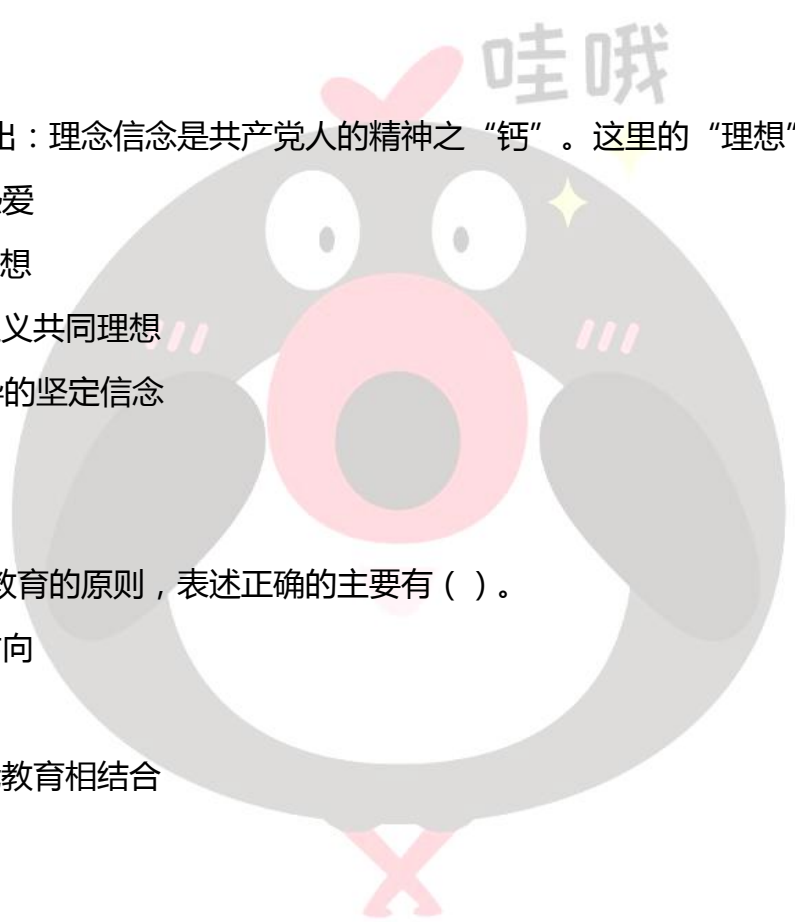 哇哦
出：理念信念是共产党人的精神之“钙”。这里的“理想”
爱
想
义共同理想
的坚定信念
教育的原则，表述正确的主要有（ ）。
向
教育相结合